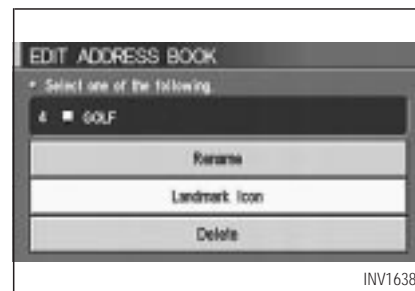 EDIT ADDRESS BOOK
• Select one of the following.
4 ■ GOLF
Rename
Landmark Icon
Delete
INV1638